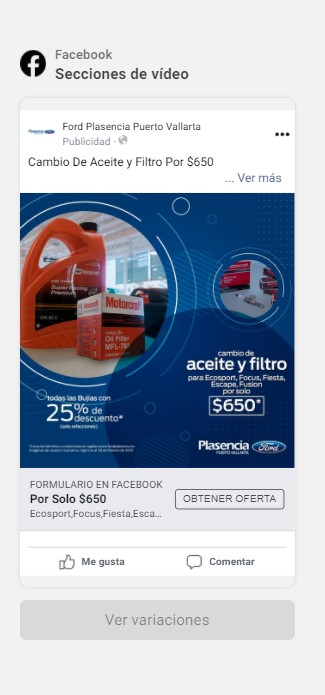 Facebook
Secciones de vídeo
Ford Plasencia Puerto Vallarta
Publicidad ·
Cambio De Aceite y Filtro Por $650
... Ver más
Plasencia
Motorcraft
Super Duty
Premium
Motorcraft
Long Life
Oil Filter
cambio de
aceite y filtro
para Ecosport, Focus, Fiesta,
Escape, Fusion
por solo
$650*
todas las Bujías con
25% de
descuento*
(solo refacciones)
Plasencia Ford
PUERTO VALLARTA
FORMULARIO EN FACEBOOK
Por Solo $650
Ecosport,Focus,Fiesta,Esca...
OBTENER OFERTA
Me gusta
Comentar
Ver variaciones